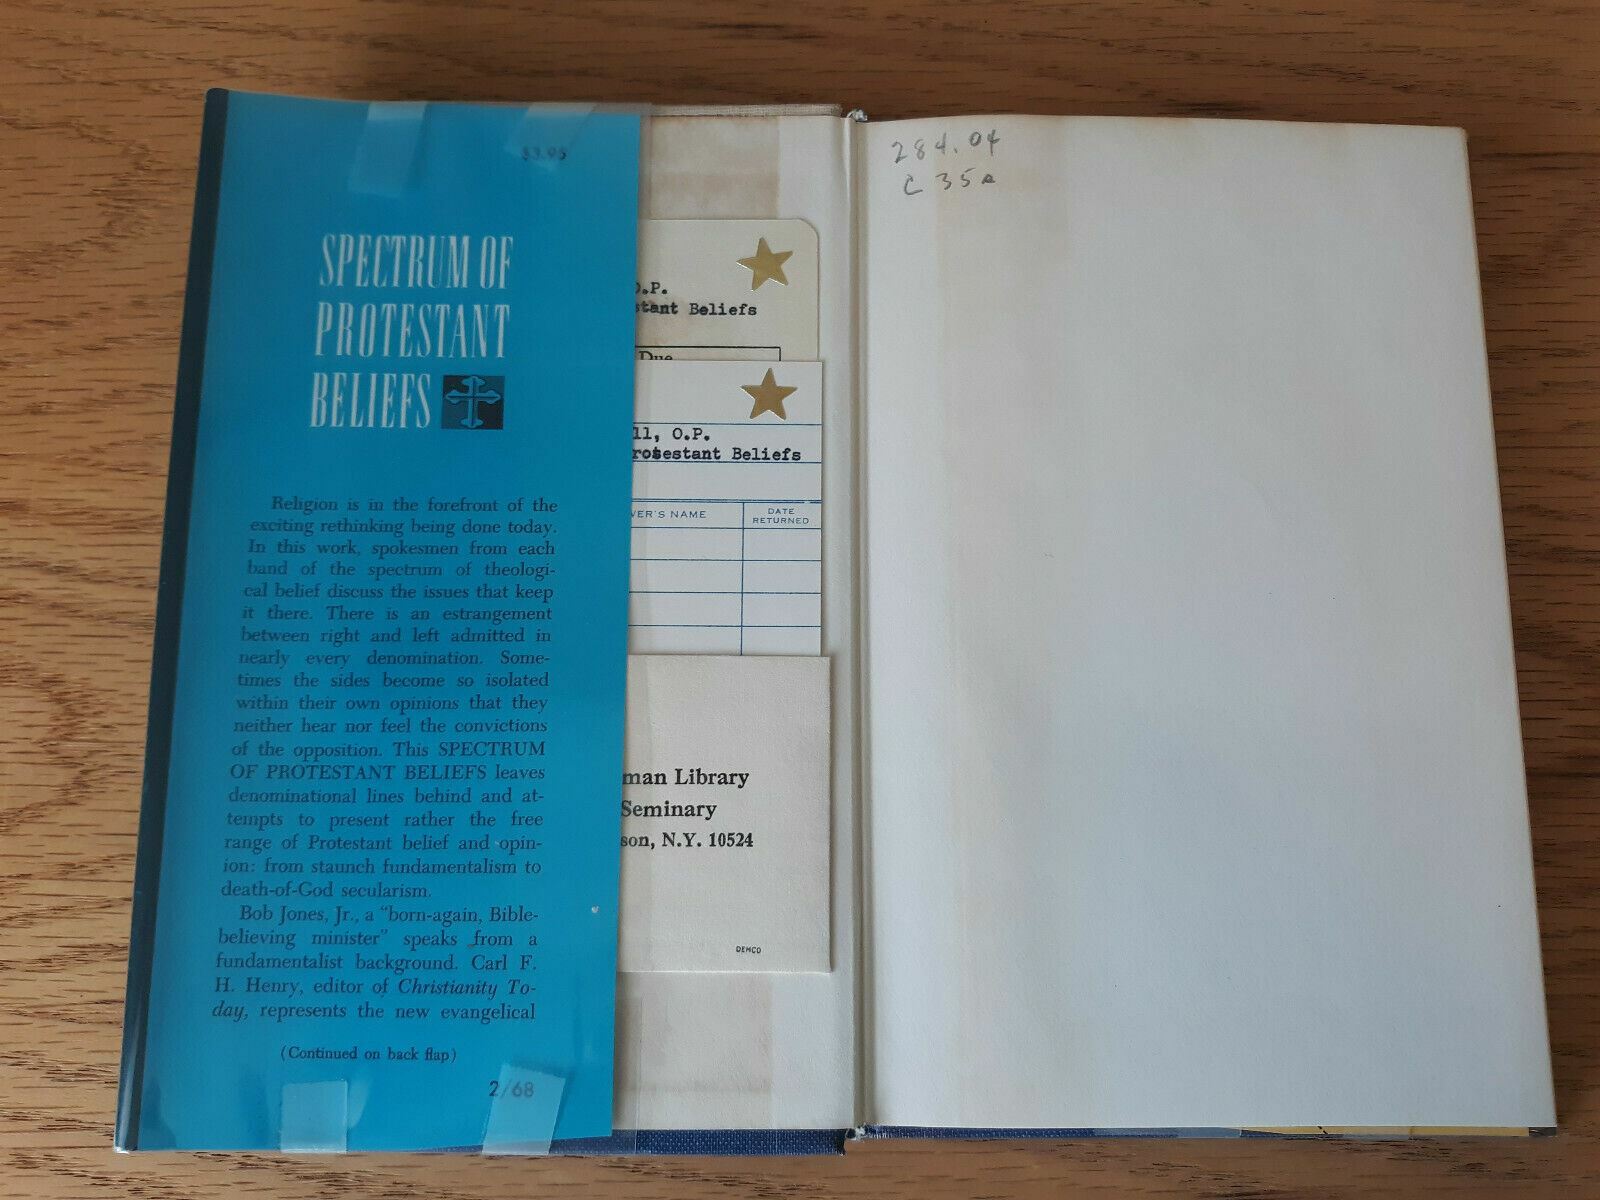 $3.95
SPECTRUM OF
PROTESTANT
BELIEFS
Religion is in the forefront of the
exciting rethinking being done today.
In this work, spokesmen from each
band of the spectrum of theologi-
cal belief discuss the issues that keep
it there. There is an estrangement
between right and left admitted in
nearly every denomination. Some-
times the sides become so isolated
within their own opinions that they
neither hear nor feel the convictions
of the opposition. This SPECTRUM
OF PROTESTANT BELIEFS leaves
denominational lines behind and at-
tempts to present rather the free
range of Protestant belief and opin-
ion: from staunch fundamentalism to
death-of-God secularism.
Bob Jones, Jr., a "born-again, Bible-
believing minister" speaks from a
fundamentalist background. Carl F.
H. Henry, editor of Christianity To-
day, represents the new evangelical
(Continued on back flap)
2/68
O.P.
stant Beliefs
Due
ll, O.P.
rotestant Beliefs
WER'S NAME
DATE
RETURNED
man Library
Seminary
son, N.Y. 10524
DEMCO
284.04
C 35